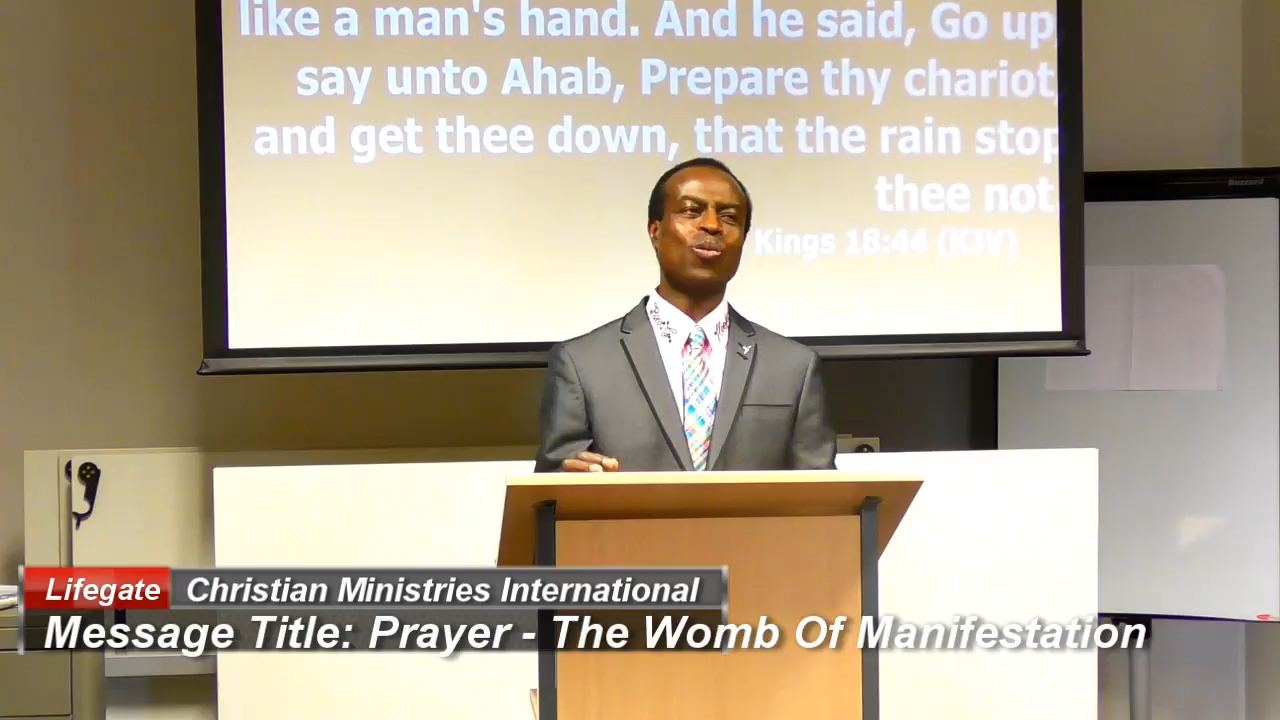 like a man's hand. And he said, Go up,
say unto Ahab, Prepare thy chariot,
and get thee down, that the rain stop
thee not.
Kings 18:44 (KJV)
Lifegate Christian Ministries International
Message Title: Prayer - The Womb Of Manifestation